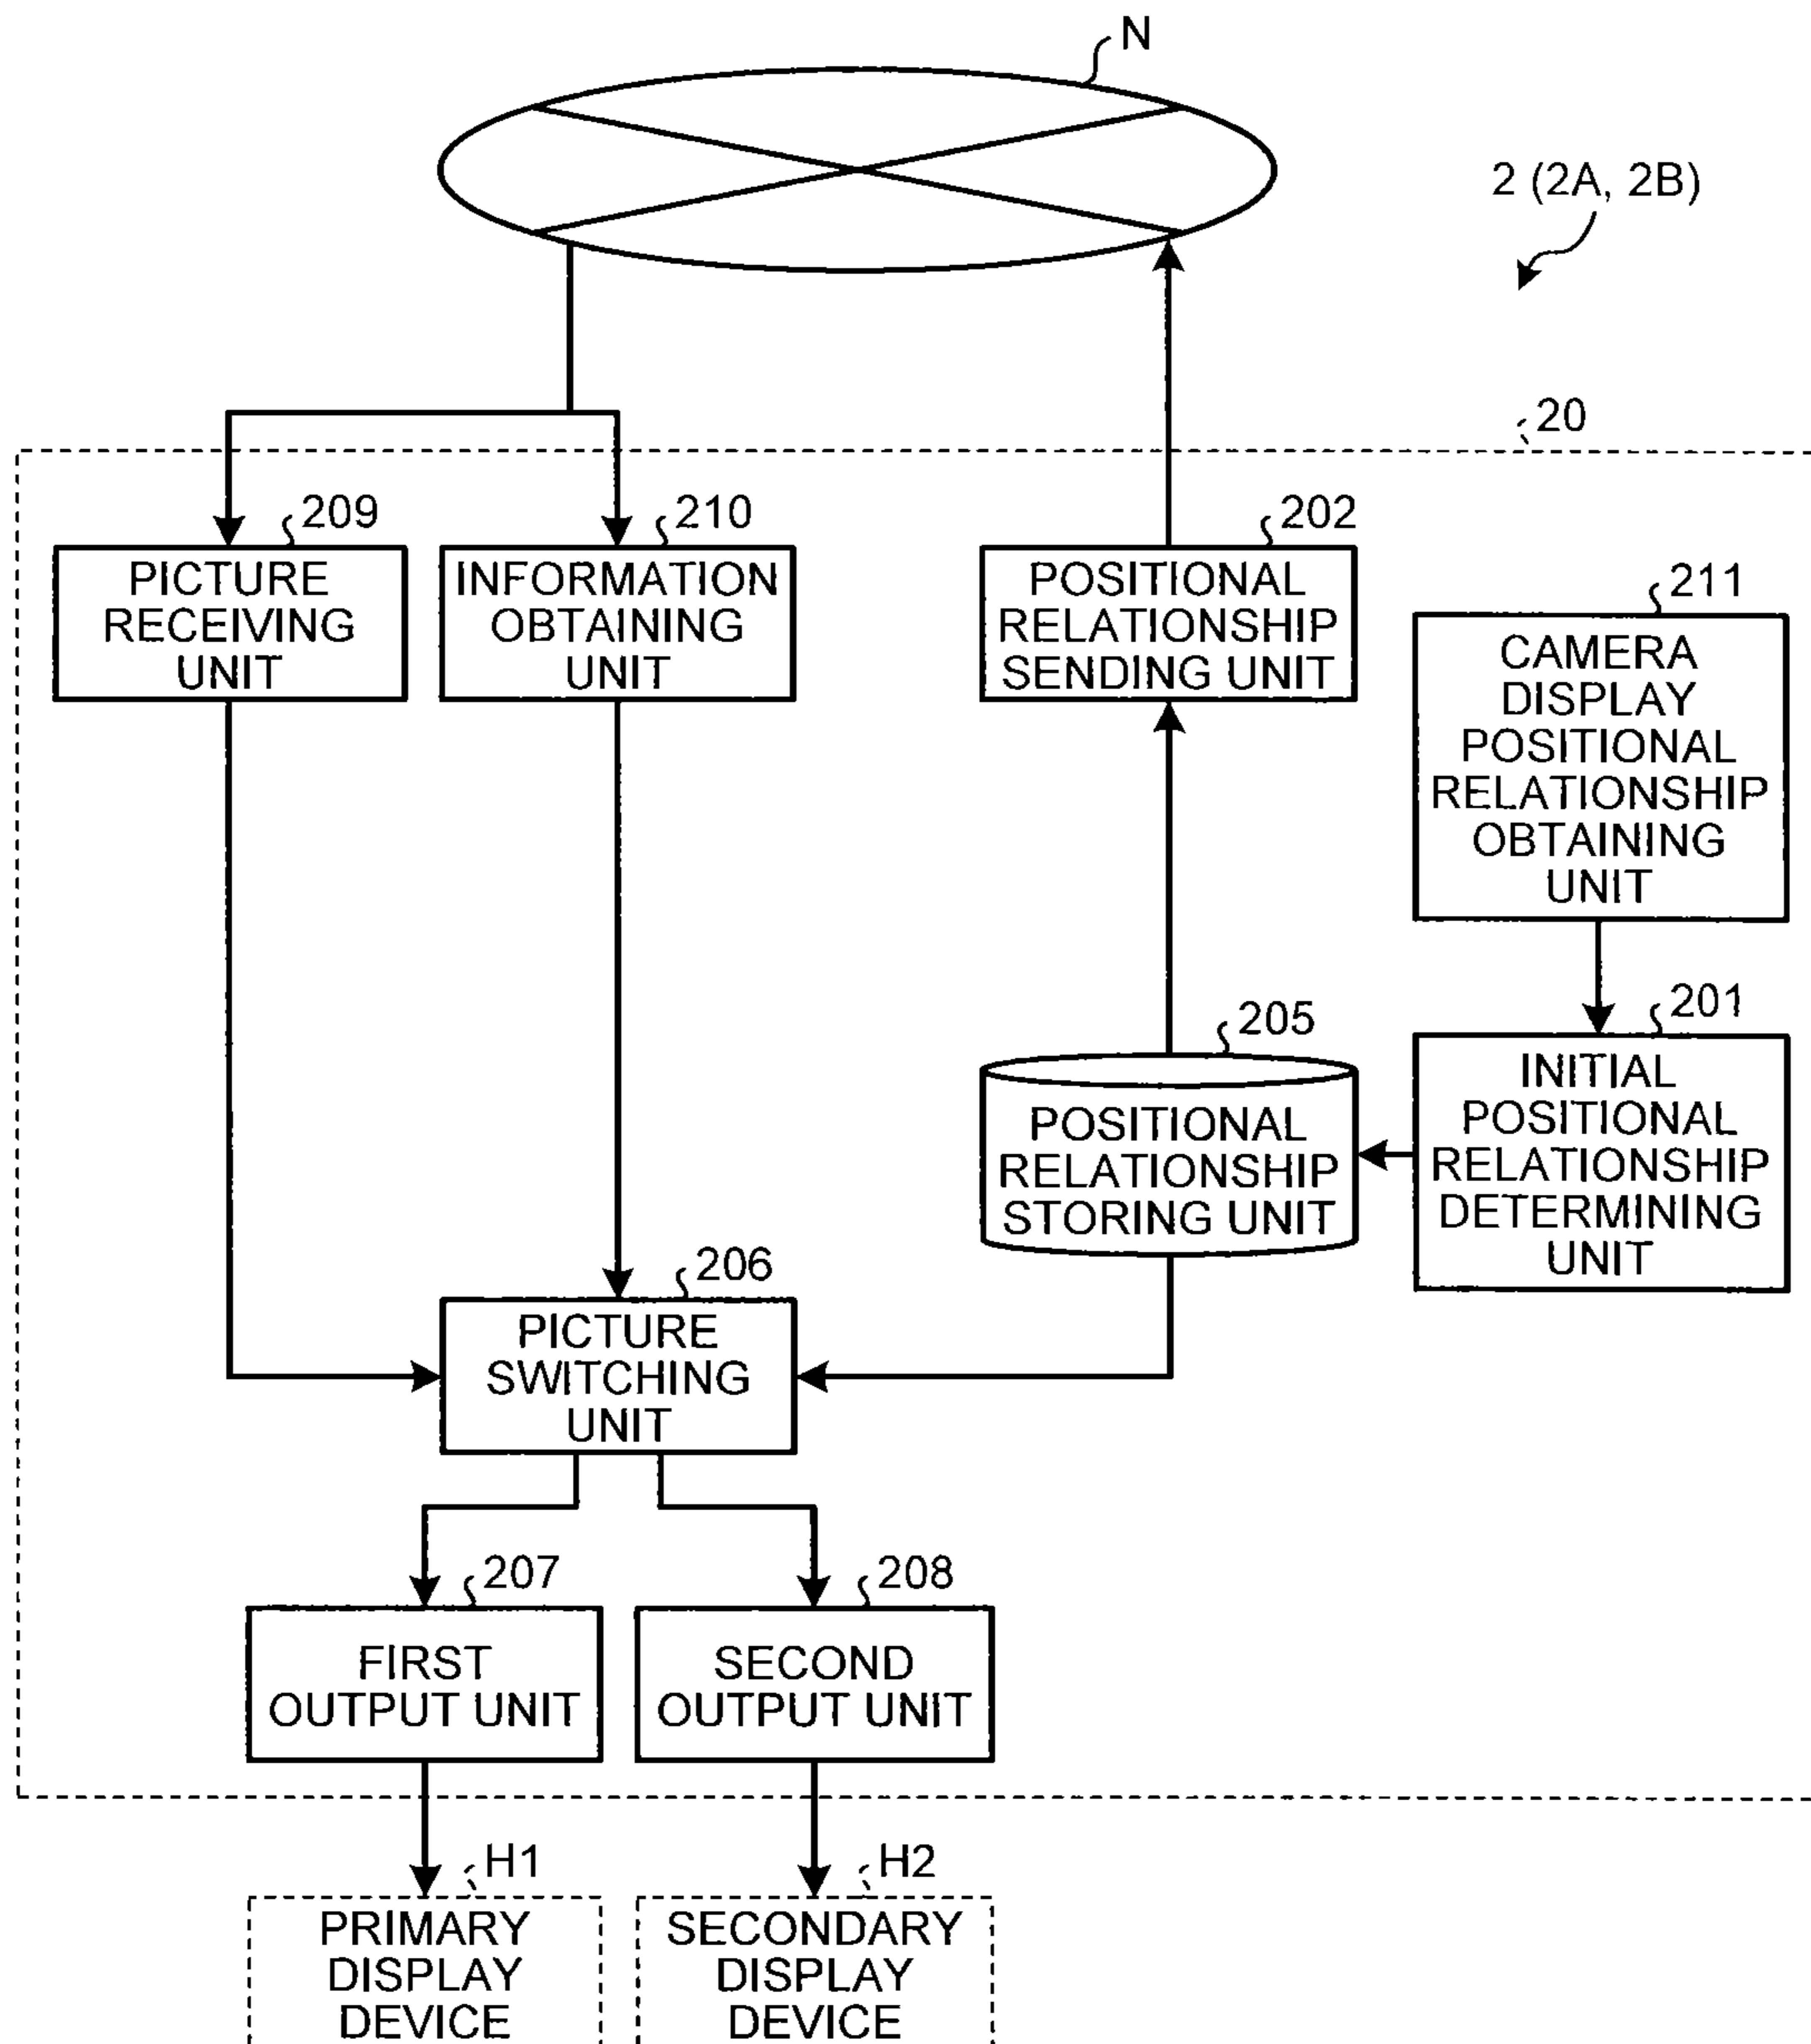 N
2 (2A, 2B)
20
209
PICTURE
RECEIVING
UNIT
210
INFORMATION
OBTAINING
UNIT
202
POSITIONAL
RELATIONSHIP
SENDING UNIT
211
CAMERA
DISPLAY
POSITIONAL
RELATIONSHIP
OBTAINING
UNIT
205
POSITIONAL
RELATIONSHIP
STORING UNIT
201
INITIAL
POSITIONAL
RELATIONSHIP
DETERMINING
UNIT
206
PICTURE
SWITCHING
UNIT
207
FIRST
OUTPUT UNIT
208
SECOND
OUTPUT UNIT
H1
PRIMARY
DISPLAY
DEVICE
H2
SECONDARY
DISPLAY
DEVICE